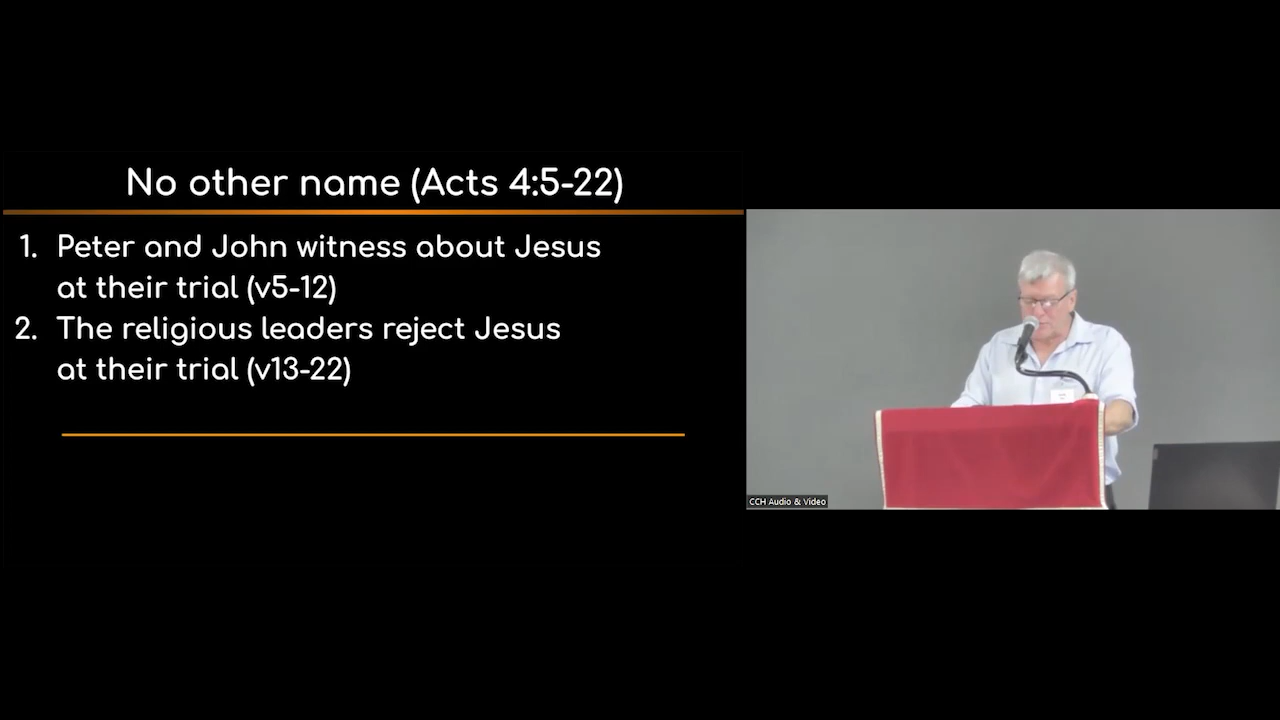 No other name (Acts 4:5-22)
1. Peter and John witness about Jesus
at their trial (v5-12)
2. The religious leaders reject Jesus
at their trial (v13-22)
CCH Audio & Video